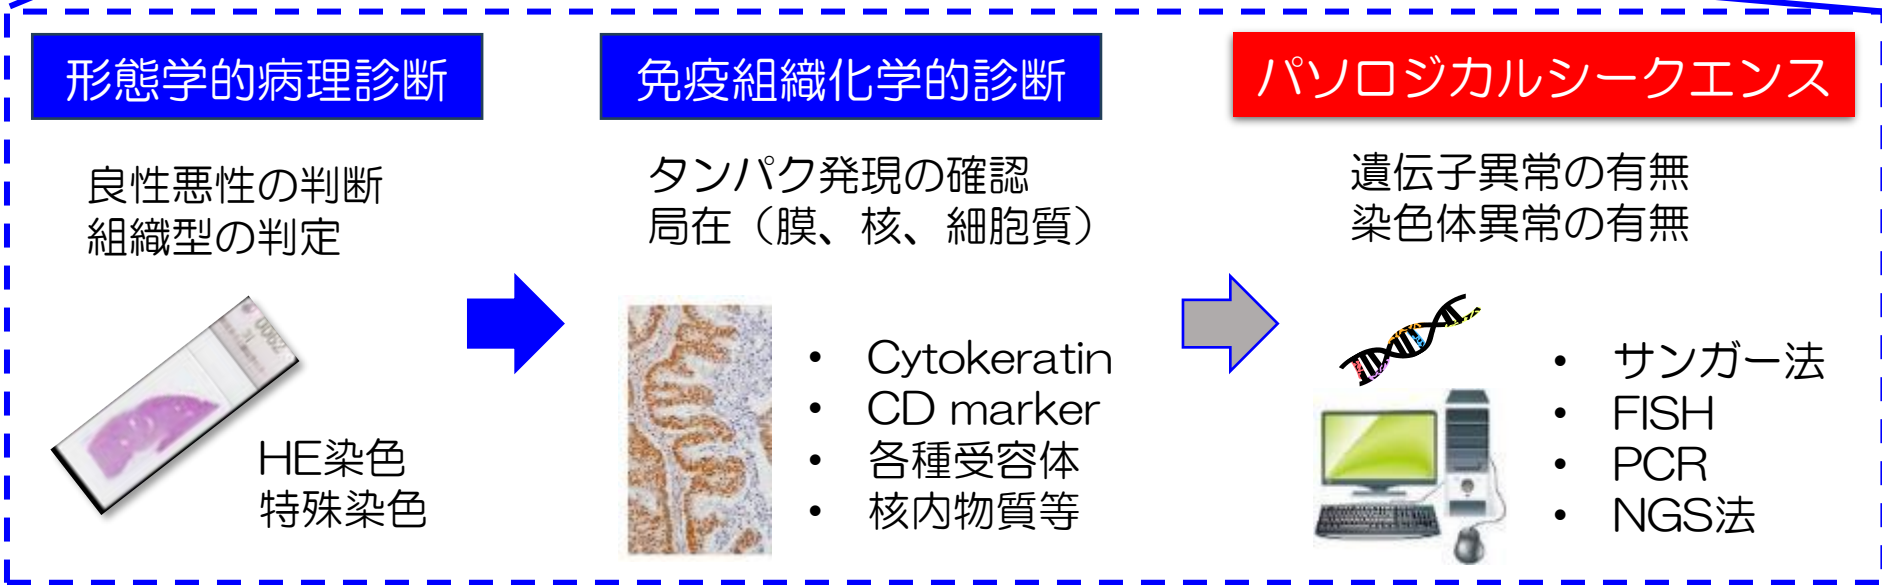 形態学的病理診断
良性悪性の判断
組織型の判定
HE染色
特殊染色
免疫組織化学的診断
タンパク発現の確認
局在（膜、核、細胞質）
• Cytokeratin
• CD marker
• 各種受容体
• 核内物質等
パソロジカルシークエンス
遺伝子異常の有無
染色体異常の有無
• サンガー法
• FISH
• PCR
• NGS法